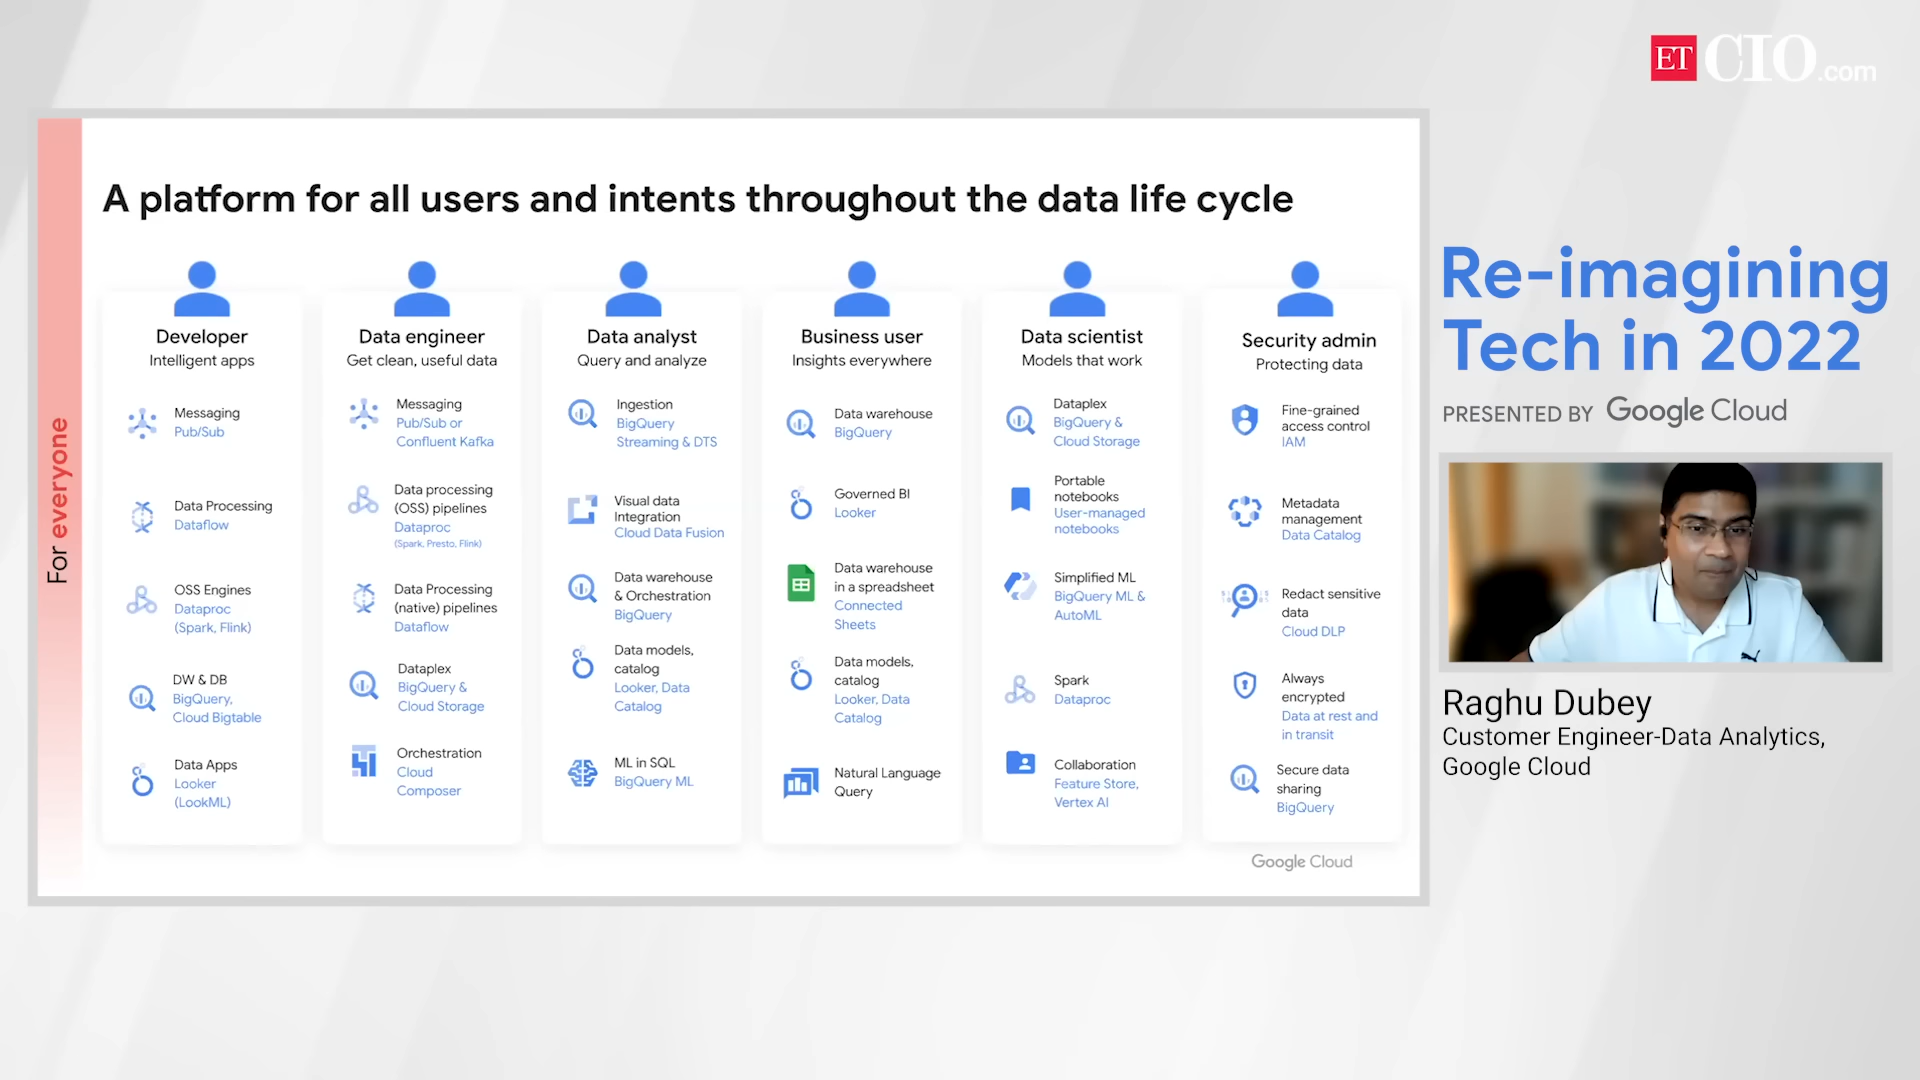 ET CIO.com
A platform for all users and intents throughout the data life cycle
For everyone
Developer
Intelligent apps
Messaging
Pub/Sub
Data Processing
Dataflow
OSS Engines
Dataproc
(Spark, Flink)
DW & DB
BigQuery,
Cloud Bigtable
Data Apps
Looker
(LookML)
Data engineer
Get clean, useful data
Messaging
Pub/Sub or
Confluent Kafka
Data processing
(OSS) pipelines
Dataproc
(Spark, Presto, Flink)
Data Processing
(native) pipelines
Dataflow
Dataplex
BigQuery &
Cloud Storage
Orchestration
Cloud
Composer
Data analyst
Query and analyze
Ingestion
BigQuery
Streaming & DTS
Visual data
Integration
Cloud Data Fusion
Data warehouse
& Orchestration
BigQuery
Data models,
catalog
Looker, Data
Catalog
ML in SQL
BigQuery ML
Business user
Insights everywhere
Data warehouse
BigQuery
Governed BI
Looker
Data warehouse
in a spreadsheet
Connected
Sheets
Data models,
catalog
Looker, Data
Catalog
Natural Language
Query
Data scientist
Models that work
Dataplex
BigQuery &
Cloud Storage
Portable
notebooks
User-managed
notebooks
Simplified ML
BigQuery ML &
AutoML
Spark
Dataproc
Collaboration
Feature Store,
Vertex AI
Security admin
Protecting data
Fine-grained
access control
IAM
Metadata
management
Data Catalog
Redact sensitive
data
Cloud DLP
Always
encrypted
Data at rest and
in transit
Secure data
sharing
BigQuery
Google Cloud
Re-imagining
Tech in 2022
PRESENTED BY Google Cloud
Raghu Dubey
Customer Engineer-Data Analytics,
Google Cloud